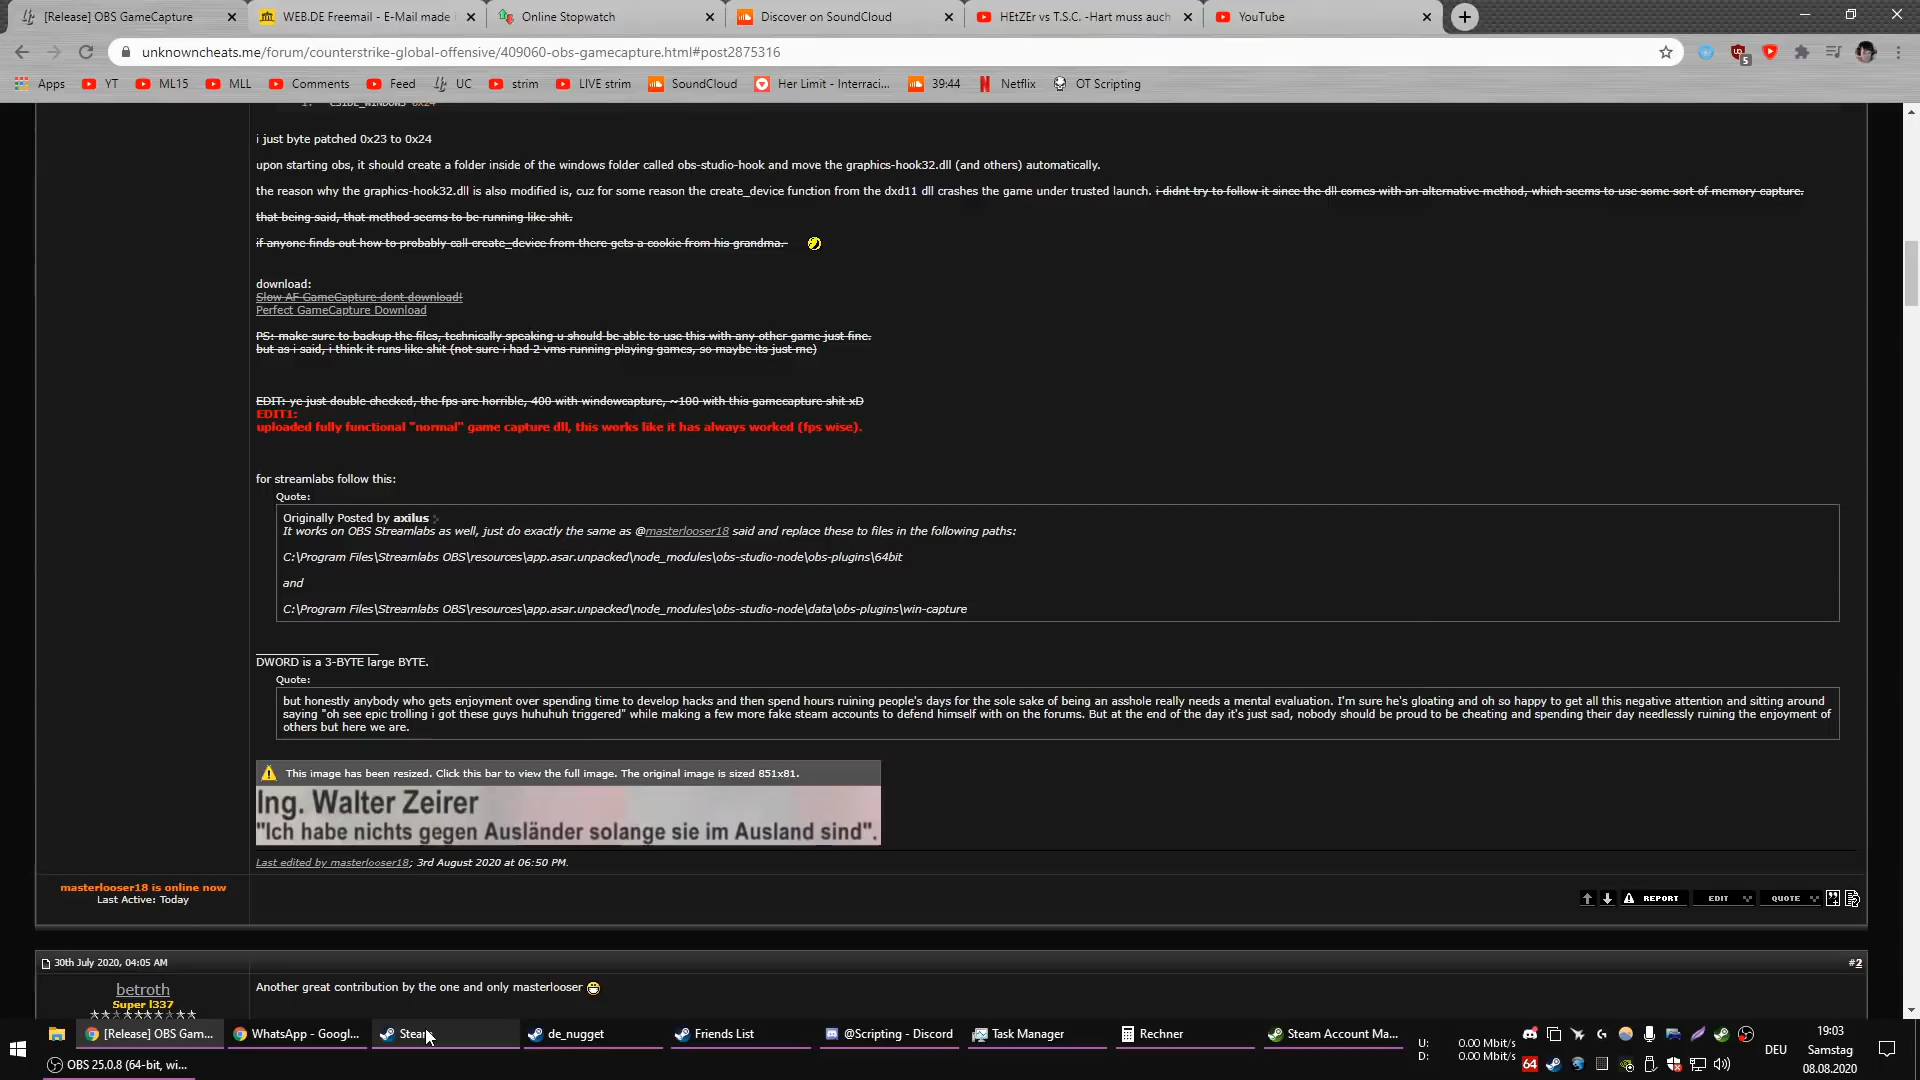 [Release] OBS GameCapture
WEB.DE Freemail - E-Mail made
Online Stopwatch
Discover on SoundCloud
HEtZEr vs T.S.C. -Hart muss auch
YouTube
unknowncheats.me/forum/counterstrike-global-offensive/409060-obs-gamecapture.html#post2875316
5
Apps
YT
ML15
MLL
Comments
Feed
UC
strim
LIVE strim
SoundCloud
Her Limit - Interraci...
39:44
Netflix
OT Scripting
1. CSIDL_WINDOWS 0x24
i just byte patched 0x23 to 0x24
upon starting obs, it should create a folder inside of the windows folder called obs-studio-hook and move the graphics-hook32.dll (and others) automatically.
the reason why the graphics-hook32.dll is also modified is, cuz for some reason the create_device function from the dxd11 dll crashes the game under trusted launch. i didnt try to follow it since the dll comes with an alternative method, which seems to use some sort of memory capture.
that being said, that method seems to be running like shit.
if anyone finds out how to probably call create_device from there gets a cookie from his grandma.
download:
Slow AF GameCapture dont download!
Perfect GameCapture Download
PS: make sure to backup the files, technically speaking u should be able to use this with any other game just fine.
but as i said, i think it runs like shit (not sure i had 2 vms running playing games, so maybe its just me)
EDIT: ye just double checked, the fps are horrible, 400 with windowcapture, ~100 with this gamecapture shit xD
EDIT1:
uploaded fully functional "normal" game capture dll, this works like it has always worked (fps wise).
for streamlabs follow this:
Quote:
Originally Posted by axilus
It works on OBS Streamlabs as well, just do exactly the same as @masterlooser18 said and replace these to files in the following paths:
C:\Program Files\Streamlabs OBS\resources\app.asar.unpacked\node_modules\obs-studio-node\obs-plugins\64bit
and
C:\Program Files\Streamlabs OBS\resources\app.asar.unpacked\node_modules\obs-studio-node\data\obs-plugins\win-capture
DWORD is a 3-BYTE large BYTE.
Quote:
but honestly anybody who gets enjoyment over spending time to develop hacks and then spend hours ruining people's days for the sole sake of being an asshole really needs a mental evaluation. I'm sure he's gloating and oh so happy to get all this negative attention and sitting around
saying "oh see epic trolling i got these guys huhuhuh triggered" while making a few more fake steam accounts to defend himself with on the forums. But at the end of the day it's just sad, nobody should be proud to be cheating and spending their day needlessly ruining the enjoyment of
others but here we are.
This image has been resized. Click this bar to view the full image. The original image is sized 851x81.
Ing. Walter Zeirer
"Ich habe nichts gegen Ausländer solange sie im Ausland sind".
Last edited by masterlooser18; 3rd August 2020 at 06:50 PM.
masterlooser18 is online now
Last Active: Today
REPORT
EDIT
QUOTE
30th July 2020, 04:05 AM
#2
betroth
Super l337
Another great contribution by the one and only masterlooser
[Release] OBS Gam...
WhatsApp - Googl...
Steam
de_nugget
Friends List
@Scripting - Discord
Task Manager
Rechner
Steam Account Ma...
U: 0.00 Mbit/s
D: 0.00 Mbit/s
64
DEU
19:03
Samstag
08.08.2020
OBS 25.0.8 (64-bit, wi...